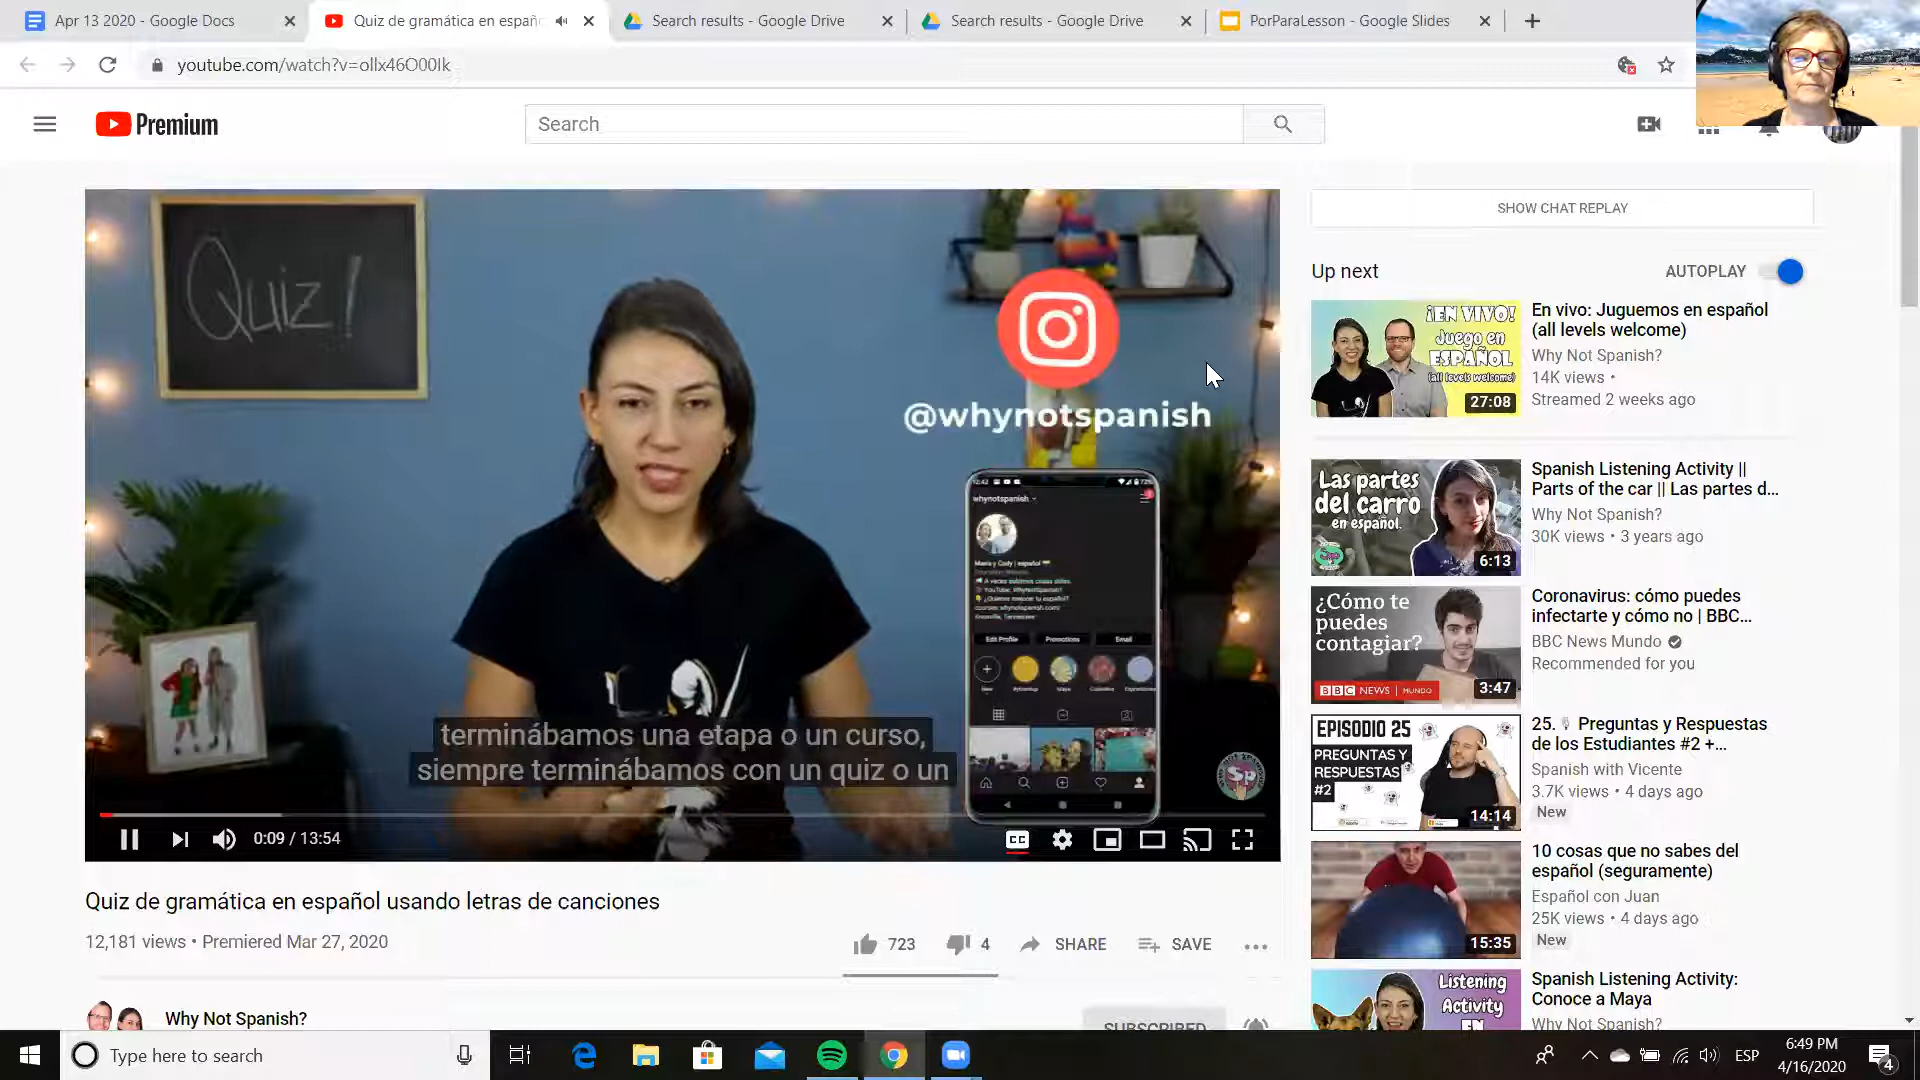 Apr 13 2020 - Google Docs
Quiz de gramática en españ
Search results - Google Drive
Search results - Google Drive
PorParaLesson - Google Slides
youtube.com/watch?v=ollx46O00Ik
Premium
Search
Quiz!
@whynotspanish
whynotspanish
Edit Profile
Promotions
Email
terminábamos una etapa o un curso,
siempre terminábamos con un quiz o un
0:09 / 13:54
CC
Quiz de gramática en español usando letras de canciones
12,181 views • Premiered Mar 27, 2020
723
4
SHARE
SAVE
Why Not Spanish?
SUBSCRIBED
SHOW CHAT REPLAY
Up next
AUTOPLAY
¡EN VIVO!
Juego en
ESPAÑOL
(all levels welcome)
27:08
En vivo: Juguemos en español
(all levels welcome)
Why Not Spanish?
14K views •
Streamed 2 weeks ago
Las partes
del carro
en español.
6:13
Spanish Listening Activity ||
Parts of the car || Las partes d...
Why Not Spanish?
30K views • 3 years ago
¿Cómo te
puedes
contagiar?
BBC NEWS | MUNDO
3:47
Coronavirus: cómo puedes
infectarte y cómo no | BBC...
BBC News Mundo
Recommended for you
EPISODIO 25
PREGUNTAS Y
RESPUESTAS
#2
14:14
25. Preguntas y Respuestas
de los Estudiantes #2 +...
Spanish with Vicente
3.7K views • 4 days ago
New
15:35
10 cosas que no sabes del
español (seguramente)
Español con Juan
25K views • 4 days ago
New
Listening
Activity
EN
Spanish Listening Activity:
Conoce a Maya
Why Not Spanish?
Type here to search
ESP
6:49 PM
4/16/2020
4